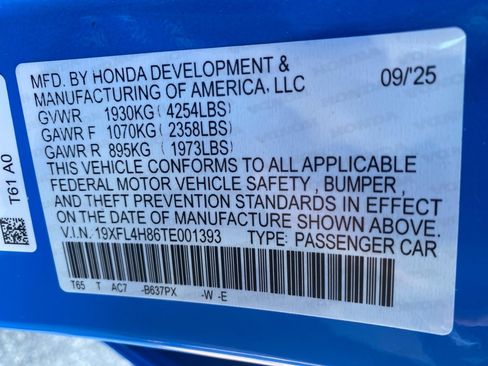 MFD. BY HONDA DEVELOPMENT & 09/'25
MANUFACTURING OF AMERICA, LLC
GVWR 1930KG (4254LBS)
GAWR F 1070KG (2358LBS)
GAWR R 895KG (1973LBS)
THIS VEHICLE CONFORMS TO ALL APPLICABLE
FEDERAL MOTOR VEHICLE SAFETY , BUMPER,
AND THEFT PREVENTION STANDARDS IN EFFECT
ON THE DATE OF MANUFACTURE SHOWN ABOVE.
V.I.N. 19XFL4H86TE001393 TYPE: PASSENGER CAR
T65 T AC7 -B637PX -W -E
T61 A0